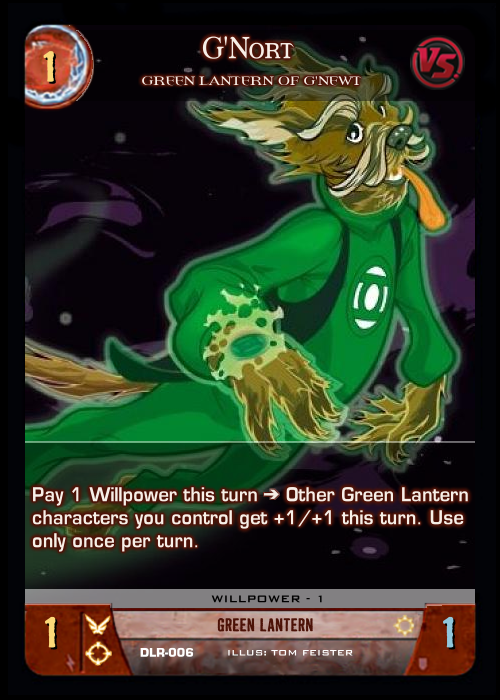 1
G'NORT
VS
GREEN LANTERN OF G'NEWT
Pay 1 Willpower this turn ➔ Other Green Lantern
characters you control get +1/+1 this turn. Use
only once per turn.
WILLPOWER - 1
1
GREEN LANTERN
1
DLR-006 ILLUS: TOM FEISTER